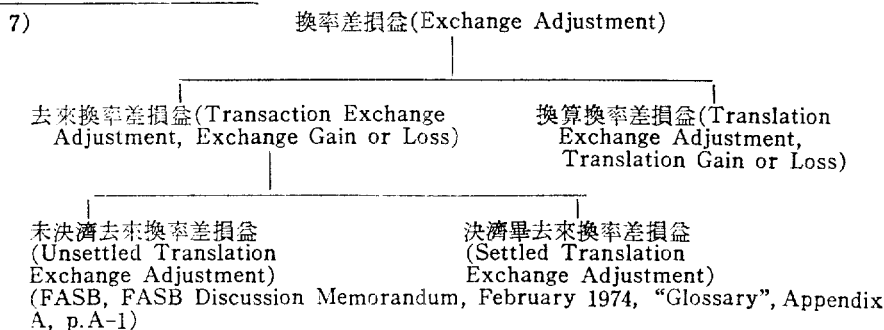 7) 換率差損益(Exchange Adjustment)
去來換率差損益(Transaction Exchange
Adjustment, Exchange Gain or Loss)
換算換率差損益(Translation
Exchange Adjustment,
Translation Gain or Loss)
未決濟去來換率差損益
(Unsettled Translation
Exchange Adjustment)
決濟畢去來換率差損益
(Settled Translation
Exchange Adjustment)
(FASB, FASB Discussion Memorandum, February 1974, “Glossary”, Appendix
A, p.A-1)